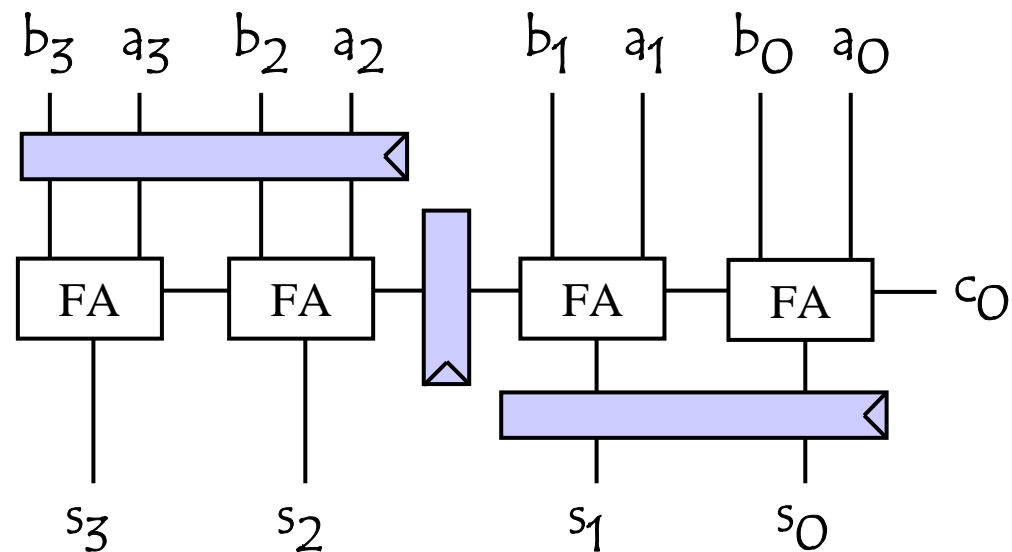 b₃ a₃ b₂ a₂ b₁ a₁ b₀ a₀
FA FA FA FA c₀
s₃ s₂ s₁ s₀